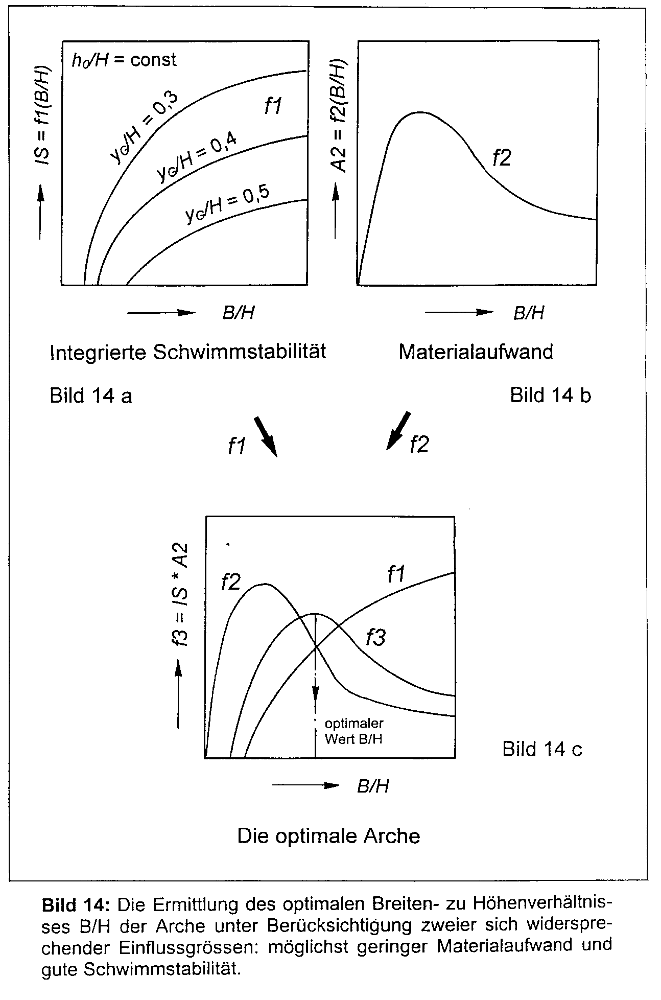 h₀/H = const
IS = f1(B/H)
y_G/H = 0,3
f1
y_G/H = 0,4
y_G/H = 0,5
B/H
Integrierte Schwimmstabilität
Bild 14 a
A2 = f2(B/H)
f2
B/H
Materialaufwand
Bild 14 b
f1
f2
f3 = IS * A2
f2
f1
f3
optimaler
Wert B/H
B/H
Bild 14 c
Die optimale Arche
Bild 14: Die Ermittlung des optimalen Breiten- zu Höhenverhältnis-
ses B/H der Arche unter Berücksichtigung zweier sich widerspre-
chender Einflussgrössen: möglichst geringer Materialaufwand und
gute Schwimmstabilität.